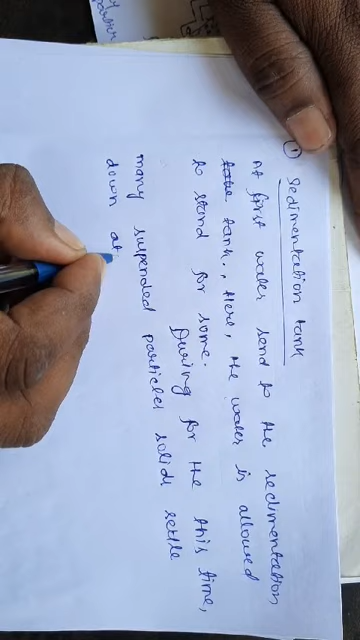 ① Sedimentation tank
At first water send to the sedimentation
tank., Here, the water is allowed
to stand for some.
During for the this time,
many suspended particles solids settle
down at